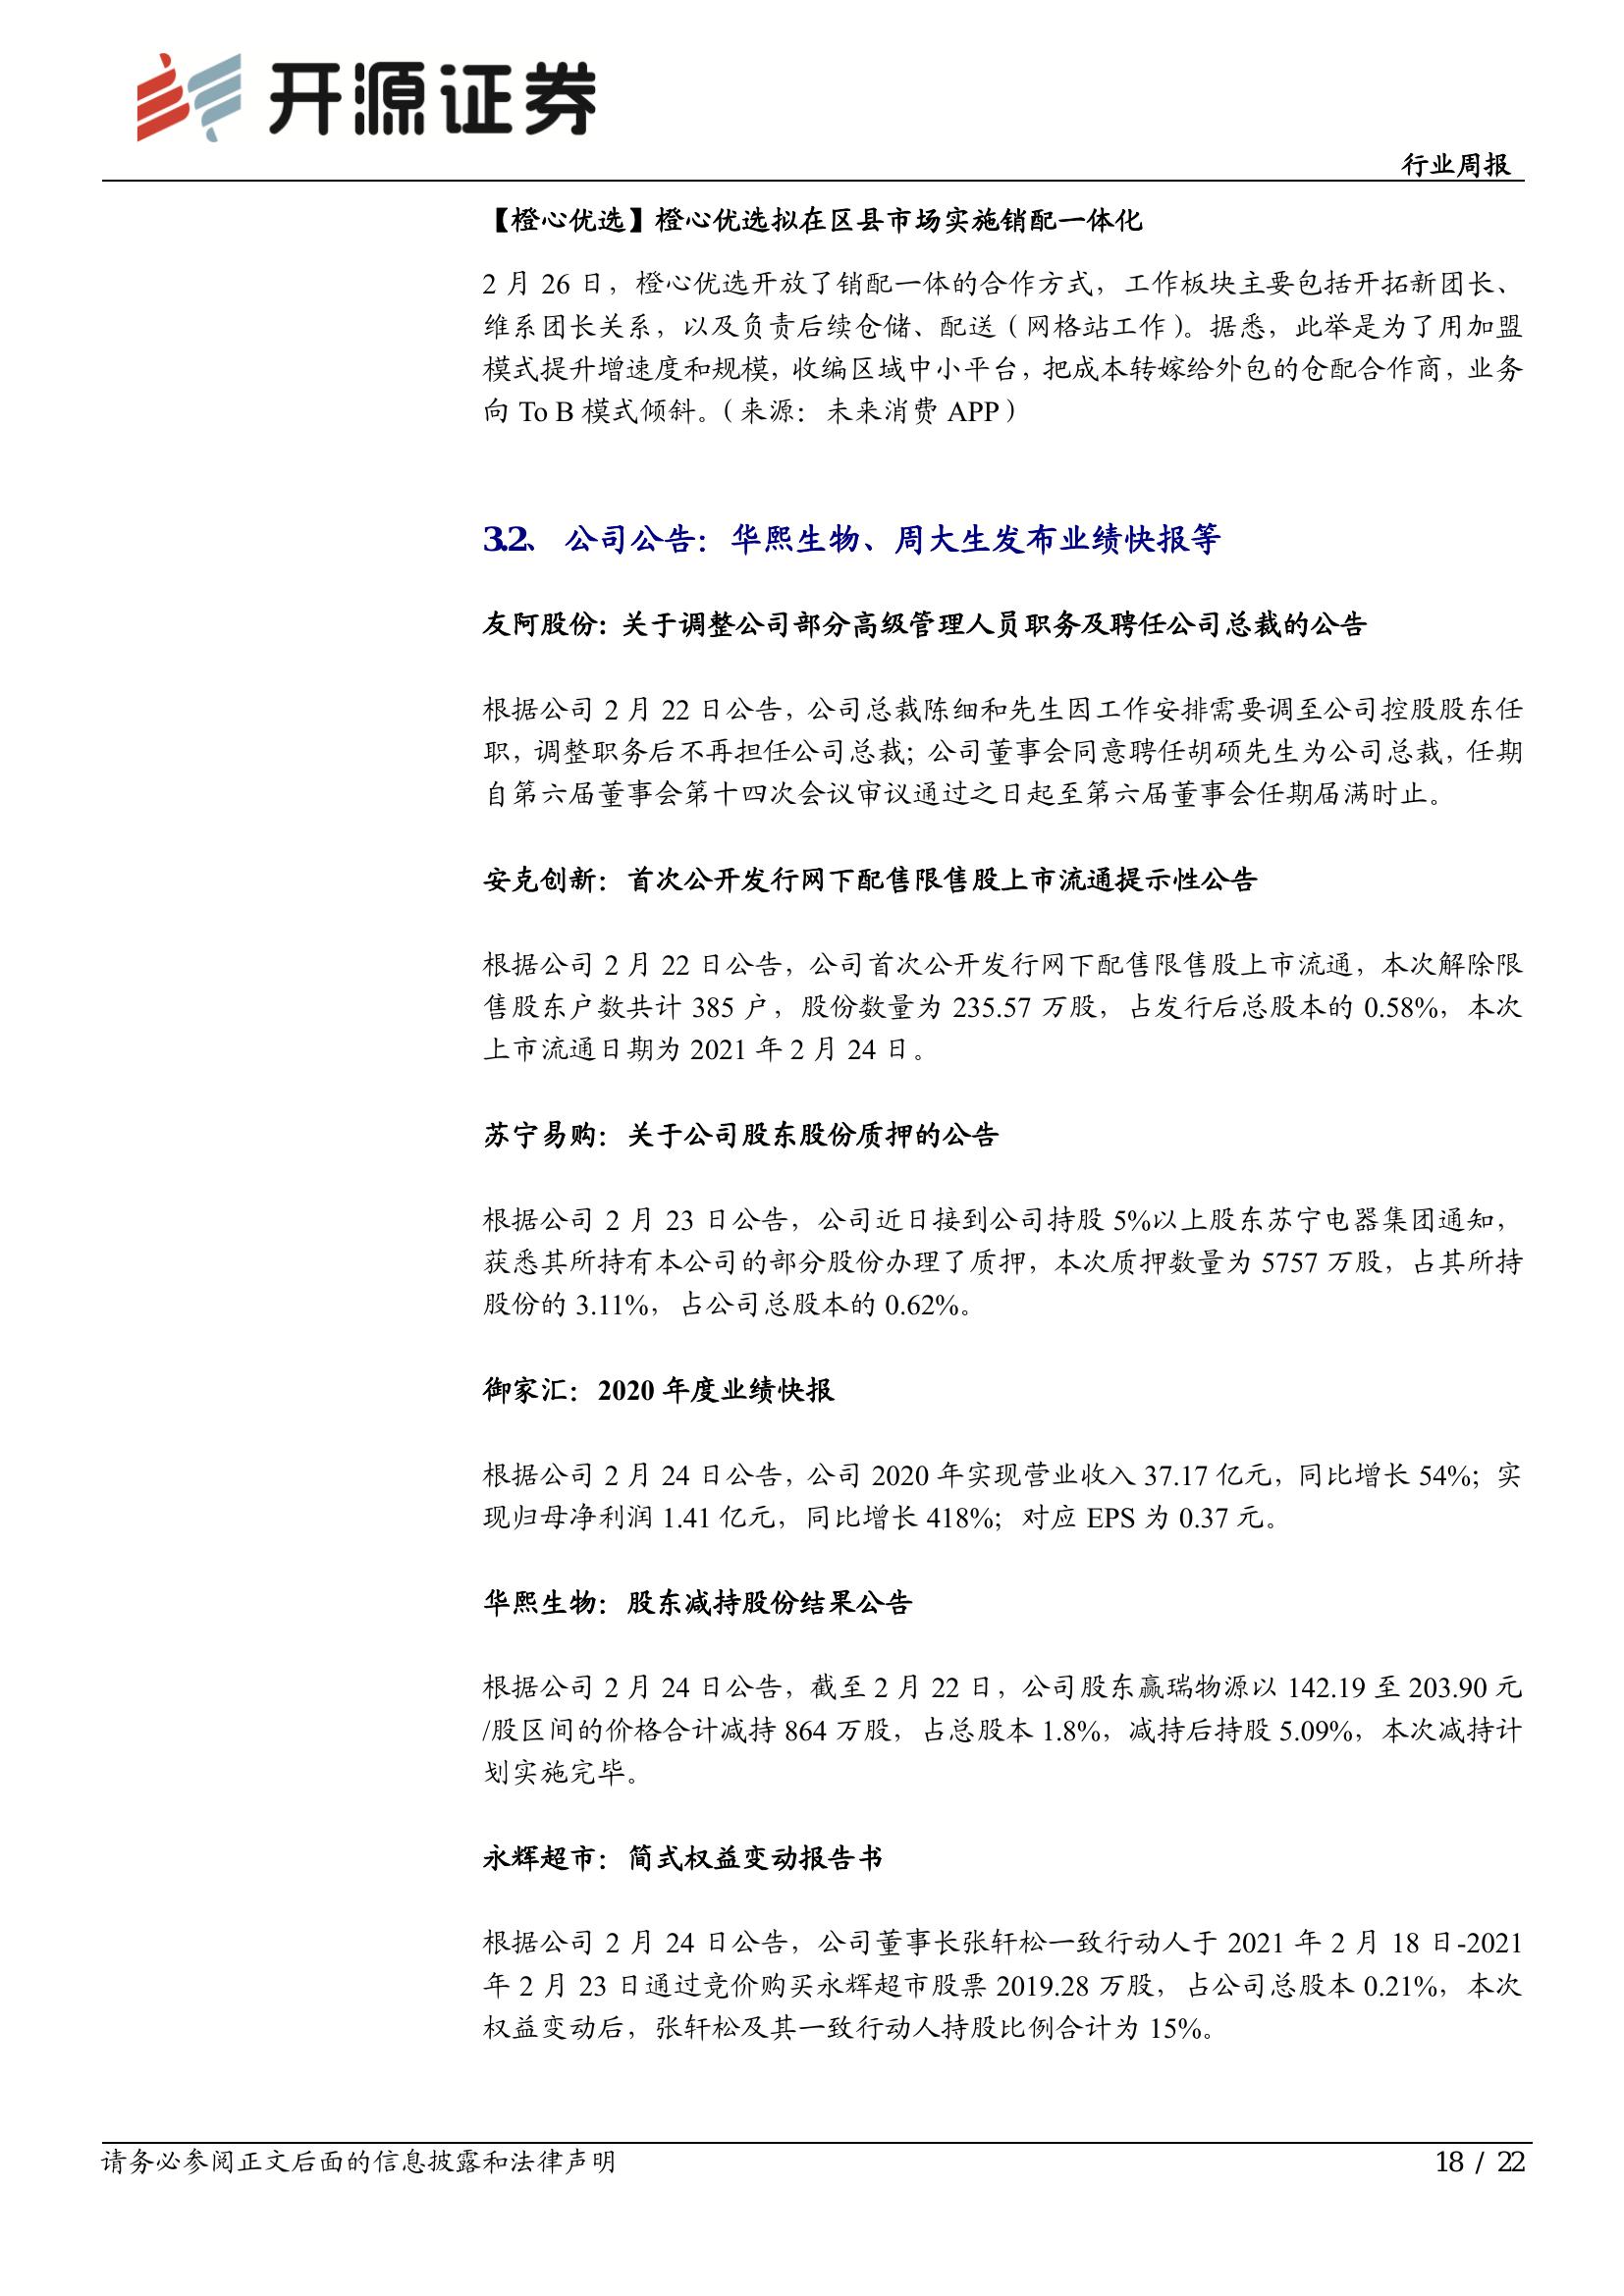 开源证券
行业周报
【橙心优选】橙心优选拟在区县市场实施销配一体化
2 月 26 日，橙心优选开放了销配一体的合作方式，工作板块主要包括开拓新团长、
维系团长关系，以及负责后续仓储、配送（网格站工作）。据悉，此举是为了用加盟
模式提升增速度和规模，收编区域中小平台，把成本转嫁给外包的仓配合作商，业务
向 To B 模式倾斜。（来源：未来消费 APP）
3.2、 公司公告：华熙生物、周大生发布业绩快报等
友阿股份：关于调整公司部分高级管理人员职务及聘任公司总裁的公告
根据公司 2 月 22 日公告，公司总裁陈细和先生因工作安排需要调至公司控股股东任
职，调整职务后不再担任公司总裁；公司董事会同意聘任胡硕先生为公司总裁，任期
自第六届董事会第十四次会议审议通过之日起至第六届董事会任期届满时止。
安克创新：首次公开发行网下配售限售股上市流通提示性公告
根据公司 2 月 22 日公告，公司首次公开发行网下配售限售股上市流通，本次解除限
售股东户数共计 385 户，股份数量为 235.57 万股，占发行后总股本的 0.58%，本次
上市流通日期为 2021 年 2 月 24 日。
苏宁易购：关于公司股东股份质押的公告
根据公司 2 月 23 日公告，公司近日接到公司持股 5%以上股东苏宁电器集团通知，
获悉其所持有本公司的部分股份办理了质押，本次质押数量为 5757 万股，占其所持
股份的 3.11%，占公司总股本的 0.62%。
御家汇：2020 年度业绩快报
根据公司 2 月 24 日公告，公司 2020 年实现营业收入 37.17 亿元，同比增长 54%；实
现归母净利润 1.41 亿元，同比增长 418%；对应 EPS 为 0.37 元。
华熙生物：股东减持股份结果公告
根据公司 2 月 24 日公告，截至 2 月 22 日，公司股东赢瑞物源以 142.19 至 203.90 元
/股区间的价格合计减持 864 万股，占总股本 1.8%，减持后持股 5.09%，本次减持计
划实施完毕。
永辉超市：简式权益变动报告书
根据公司 2 月 24 日公告，公司董事长张轩松一致行动人于 2021 年 2 月 18 日-2021
年 2 月 23 日通过竞价购买永辉超市股票 2019.28 万股，占公司总股本 0.21%，本次
权益变动后，张轩松及其一致行动人持股比例合计为 15%。
请务必参阅正文后面的信息披露和法律声明
18 / 22